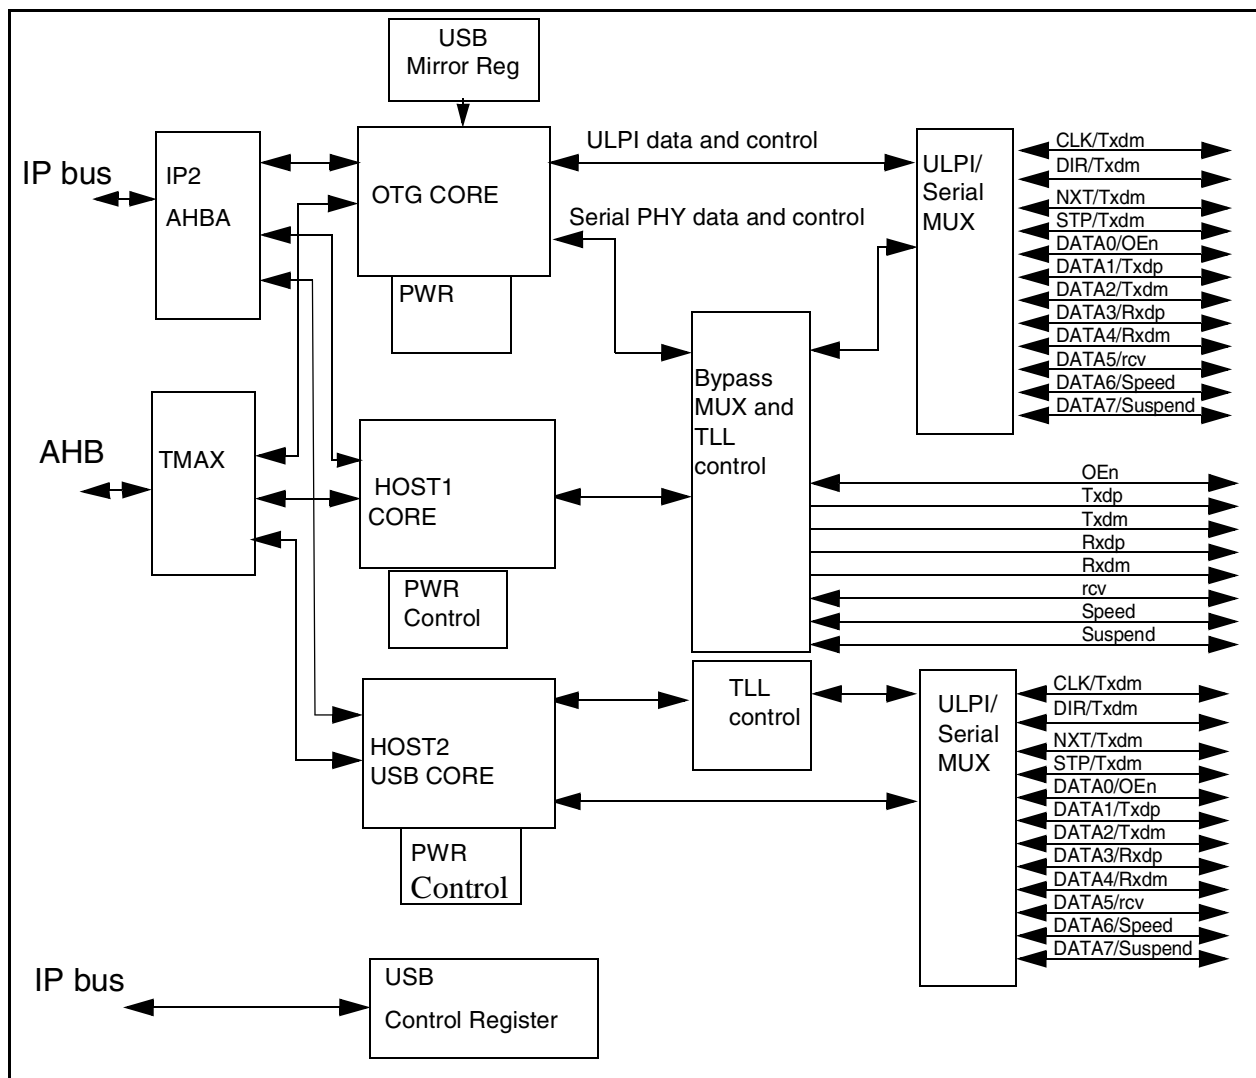 USB
Mirror Reg
IP bus
IP2
AHBA
OTG CORE
PWR
ULPI data and control
Serial PHY data and control
ULPI/
Serial
MUX
CLK/Txdm
DIR/Txdm
NXT/Txdm
STP/Txdm
DATA0/OEn
DATA1/Txdp
DATA2/Txdm
DATA3/Rxdp
DATA4/Rxdm
DATA5/rcv
DATA6/Speed
DATA7/Suspend
AHB
TMAX
HOST1
CORE
PWR
Control
Bypass
MUX and
TLL
control
OEn
Txdp
Txdm
Rxdp
Rxdm
rcv
Speed
Suspend
HOST2
USB CORE
PWR
Control
TLL
control
ULPI/
Serial
MUX
CLK/Txdm
DIR/Txdm
NXT/Txdm
STP/Txdm
DATA0/OEn
DATA1/Txdp
DATA2/Txdm
DATA3/Rxdp
DATA4/Rxdm
DATA5/rcv
DATA6/Speed
DATA7/Suspend
IP bus
USB
Control Register